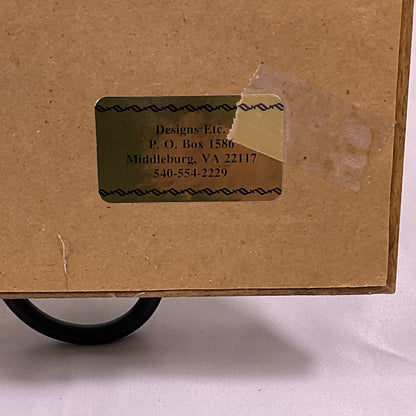 Designs Etc.
P. O. Box 1586
Middleburg, VA 22117
540-554-2229